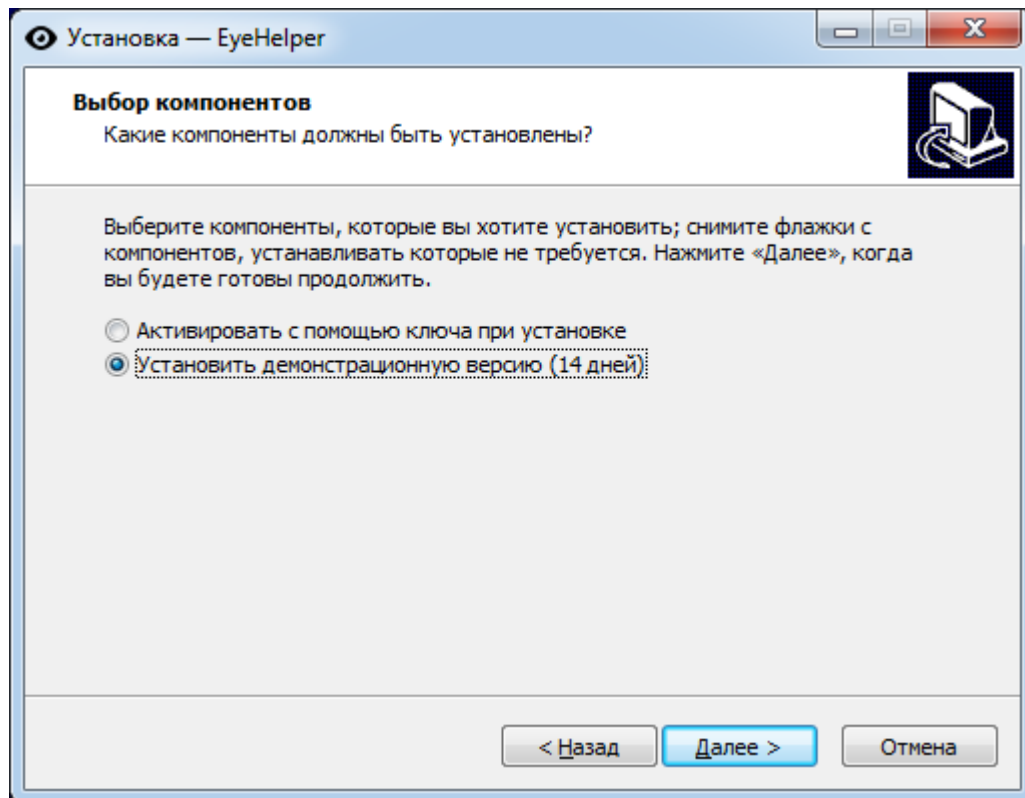 Установка — EyeHelper
Выбор компонентов
Какие компоненты должны быть установлены?
Выберите компоненты, которые вы хотите установить; снимите флажки с
компонентов, устанавливать которые не требуется. Нажмите «Далее», когда
вы будете готовы продолжить.
Активировать с помощью ключа при установке
Установить демонстрационную версию (14 дней)
< Назад
Далее >
Отмена